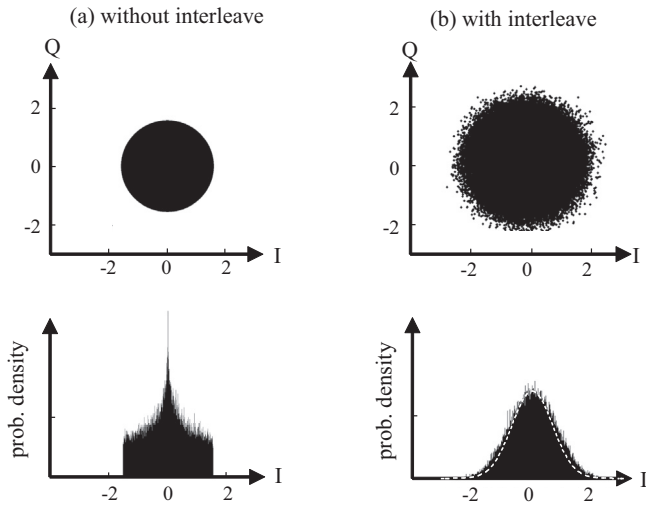 (a) without interleave
(b) with interleave
Q
2
0
-2
-2 0 2 I
Q
2
0
-2
-2 0 2 I
prob. density
-2 0 2 I
prob. density
-2 0 2 I